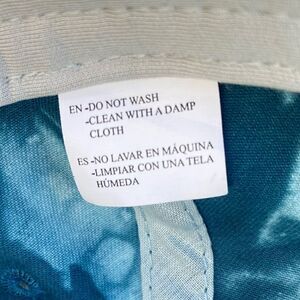 EN -DO NOT WASH
-CLEAN WITH A DAMP
CLOTH
ES -NO LAVAR EN MÁQUINA
-LIMPIAR CON UNA TELA
HÚMEDA